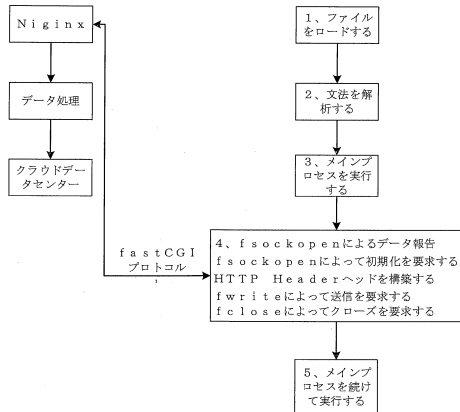 Ｎｉｇｉｎｘ
データ処理
クラウドデー
タセンター
ｆａｓｔＣＧＩ
プロトコル
１、ファイル
をロードする
２、文法を解
析する
３、メインプ
ロセスを実行
する
４、ｆｓｏｃｋｏｐｅｎによるデータ報告
ｆｓｏｃｋｏｐｅｎによって初期化を要求する
ＨＴＴＰ　Ｈｅａｄｅｒヘッドを構築する
ｆｗｒｉｔｅによって送信を要求する
ｆｃｌｏｓｅによってクローズを要求する
５、メインプ
ロセスを続け
て実行する